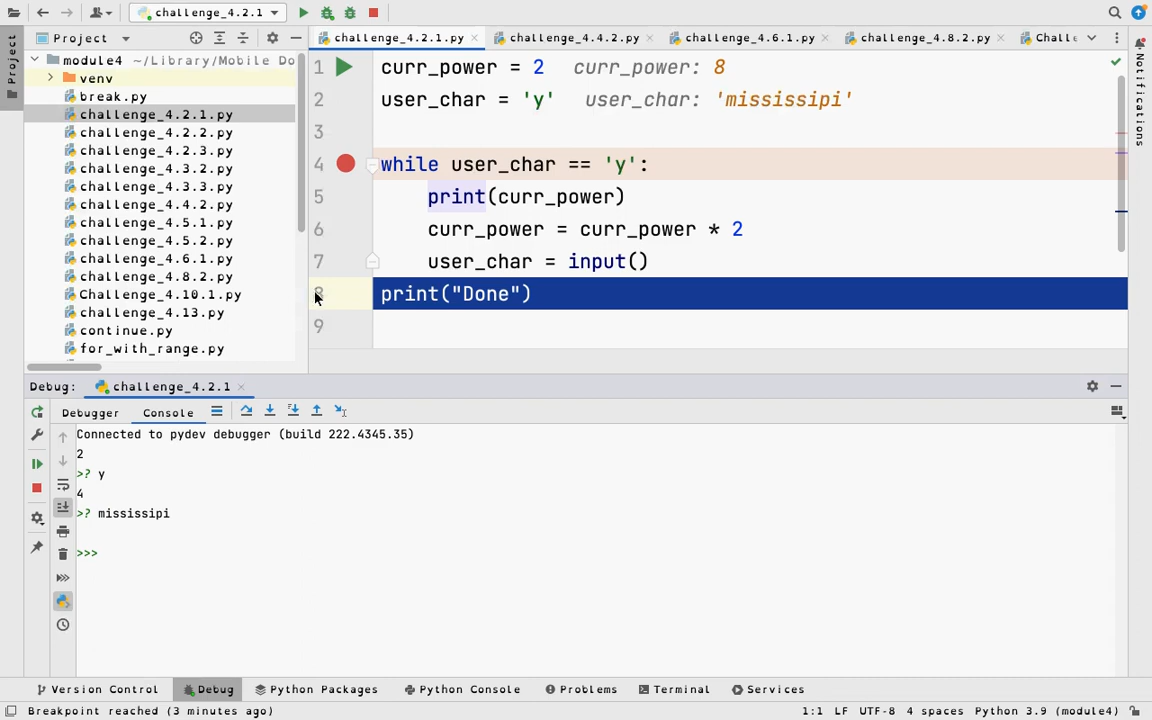 challenge_4.2.1
Project
challenge_4.2.1.py
challenge_4.4.2.py
challenge_4.6.1.py
challenge_4.8.2.py
Challe
Project
module4 ~/Library/Mobile Do
venv
break.py
challenge_4.2.1.py
challenge_4.2.2.py
challenge_4.2.3.py
challenge_4.3.2.py
challenge_4.3.3.py
challenge_4.4.2.py
challenge_4.5.1.py
challenge_4.5.2.py
challenge_4.6.1.py
challenge_4.8.2.py
Challenge_4.10.1.py
challenge_4.13.py
continue.py
for_with_range.py
1 curr_power = 2 curr_power: 8
2 user_char = 'y' user_char: 'mississipi'
3
4 while user_char == 'y':
5 print(curr_power)
6 curr_power = curr_power * 2
7 user_char = input()
8 print("Done")
9
Notifications
Debug: challenge_4.2.1
Debugger Console
Connected to pydev debugger (build 222.4345.35)
2
>? y
4
>? mississipi
>>>
Version Control Debug Python Packages Python Console Problems Terminal Services
Breakpoint reached (3 minutes ago) 1:1 LF UTF-8 4 spaces Python 3.9 (module4)